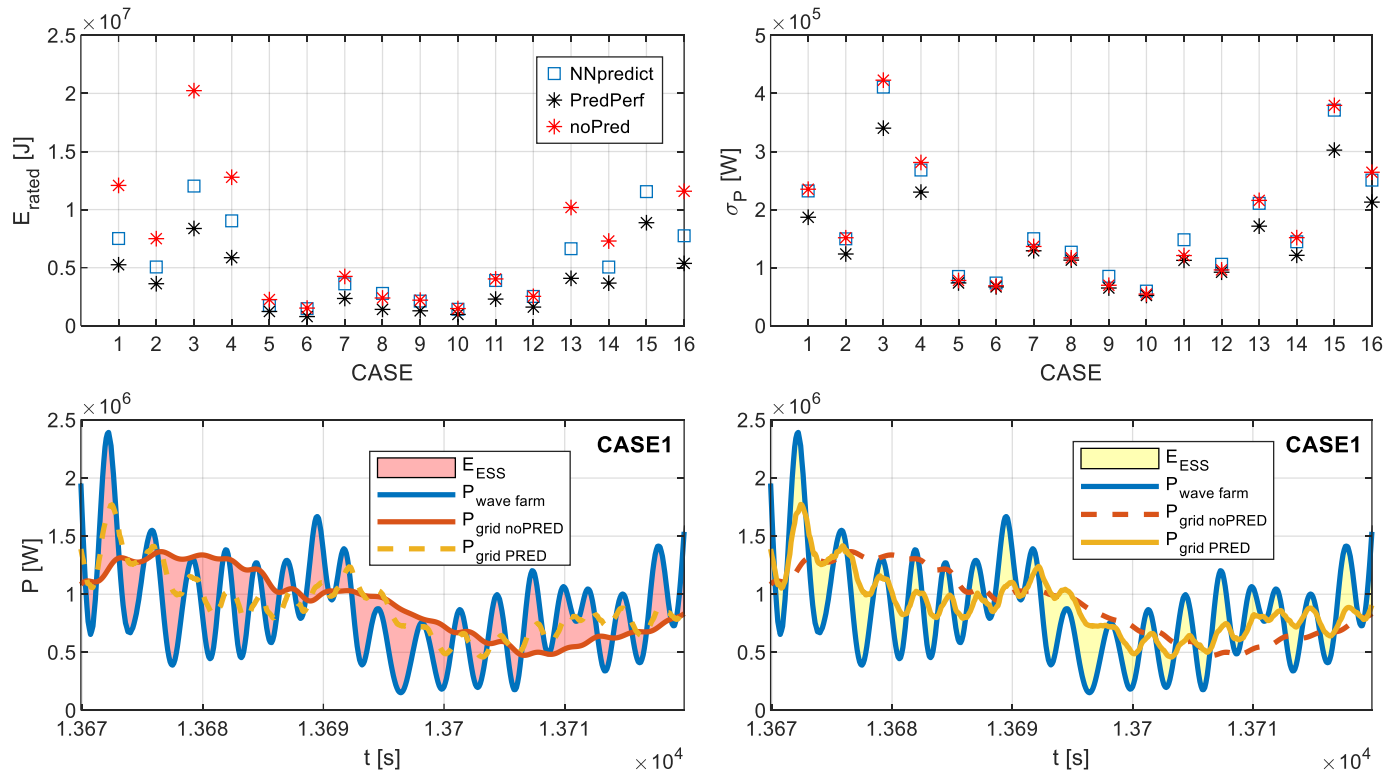 × 10^7
2.5
2
1.5
1
0.5
0
E_rated [J]
NNpredict
PredPerf
noPred
1 2 3 4 5 6 7 8 9 10 11 12 13 14 15 16
CASE
× 10^5
5
4
3
2
1
0
σ_P [W]
1 2 3 4 5 6 7 8 9 10 11 12 13 14 15 16
CASE
× 10^6
2.5
2
1.5
1
0.5
0
P [W]
CASE1
E_ESS
P_wave farm
P_grid noPRED
P_grid PRED
1.367 1.368 1.369 1.37 1.371
t [s]
× 10^4
× 10^6
2.5
2
1.5
1
0.5
0
CASE1
E_ESS
P_wave farm
P_grid noPRED
P_grid PRED
1.367 1.368 1.369 1.37 1.371
t [s]
× 10^4